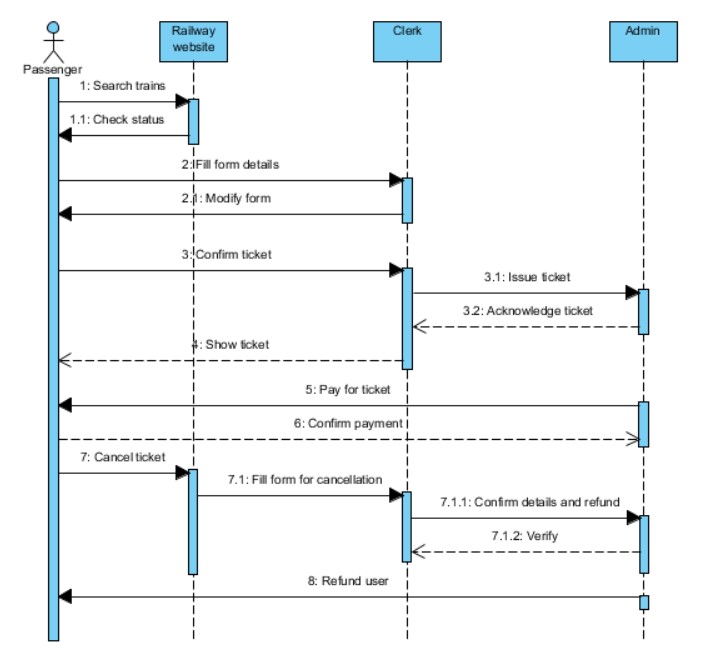 Railway
website
Clerk
Admin
Passenger
1: Search trains
1.1: Check status
2: Fill form details
2.1: Modify form
3: Confirm ticket
3.1: Issue ticket
3.2: Acknowledge ticket
4: Show ticket
5: Pay for ticket
6: Confirm payment
7: Cancel ticket
7.1: Fill form for cancellation
7.1.1: Confirm details and refund
7.1.2: Verify
8: Refund user